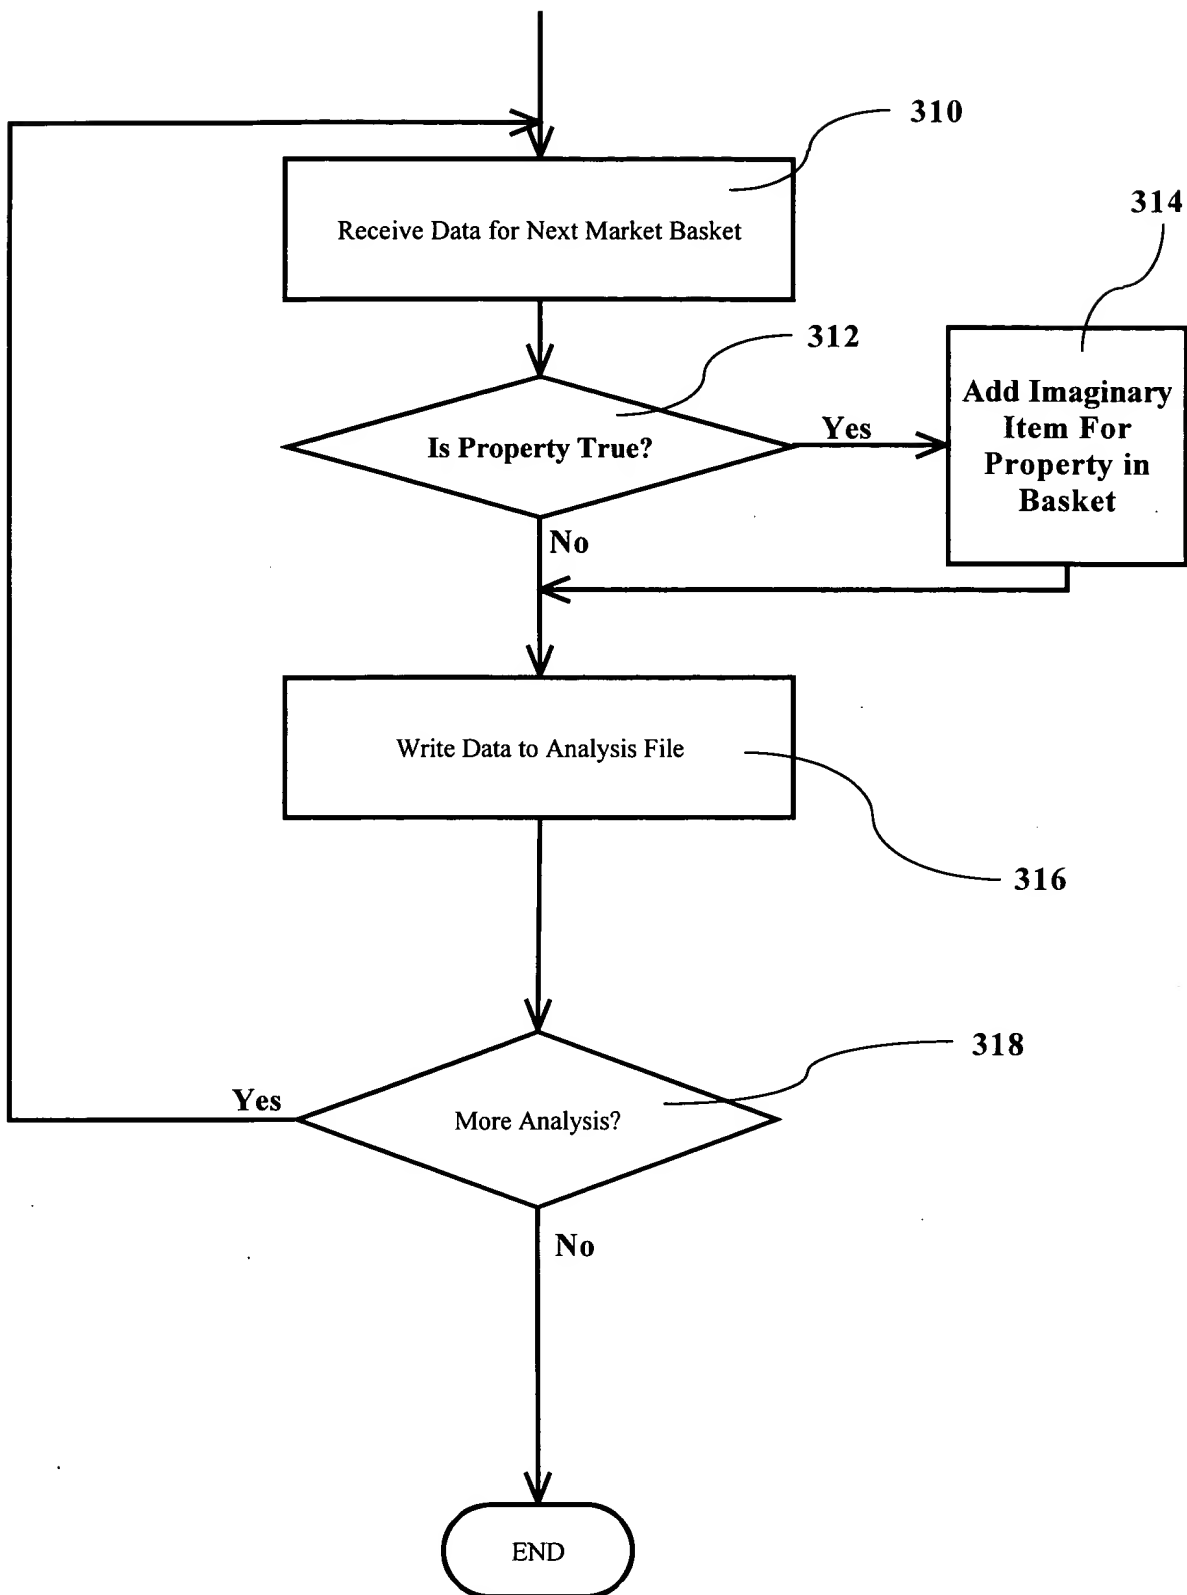 310
Receive Data for Next Market Basket
314
312
Is Property True?
Yes
Add Imaginary
Item For
Property in
Basket
No
Write Data to Analysis File
316
318
Yes
More Analysis?
No
END